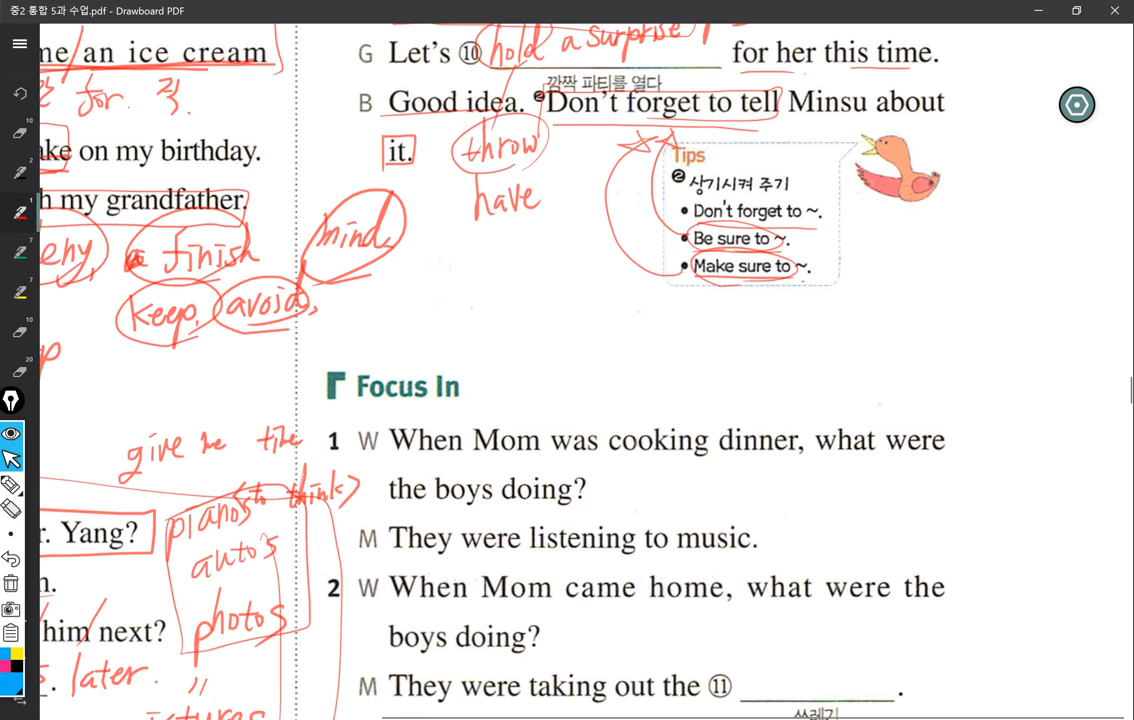 중2 통합 5과 수업.pdf - Drawboard PDF
me/an ice cream
for.
ake on my birthday.
h my grandfather.
eny, finish
keep, avoid, mind,
give me time
(to think)
pianos
autos
photos
r. Yang?
him next?
later.
G Let's ⑩ hold a surprise p for her this time.
깜짝 파티를 열다
B Good idea. ❷Don't forget to tell Minsu about
it. throw
have
Tips
❷ 상기시켜 주기
• Don't forget to ~.
• Be sure to ~.
• Make sure to ~.
Focus In
1 W When Mom was cooking dinner, what were
the boys doing?
M They were listening to music.
2 W When Mom came home, what were the
boys doing?
M They were taking out the ⑪ ____________ .
쓰레기